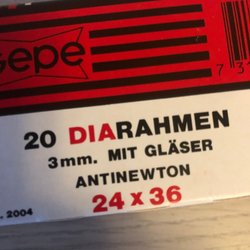 Gepe
20 DIARAHMEN
3mm. MIT GLÄSER
ANTINEWTON
24 x 36
. 2004